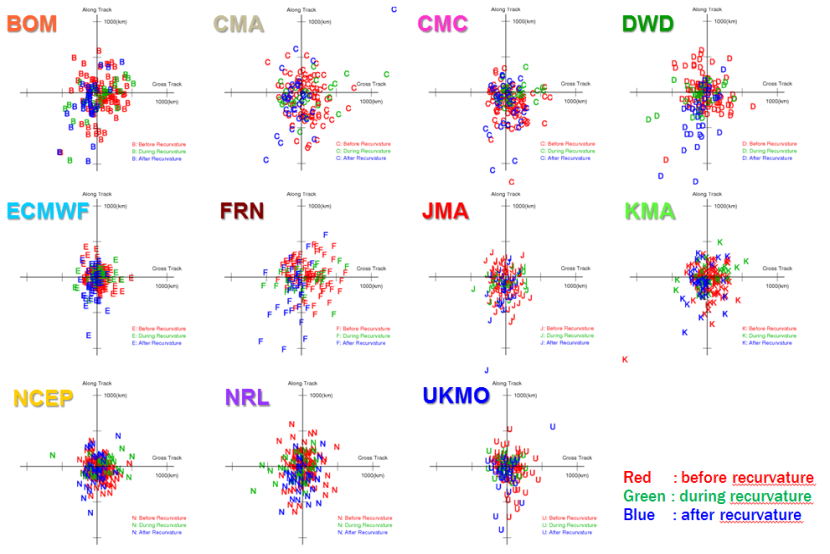 BOM
Along Track
1000(km)
Cross Track
1000(km)
B: Before Recurvature
B: During Recurvature
B: After Recurvature
CMA
Along Track
1000(km)
Cross Track
1000(km)
C: Before Recurvature
C: During Recurvature
C: After Recurvature
CMC
Along Track
1000(km)
Cross Track
1000(km)
C: Before Recurvature
C: During Recurvature
C: After Recurvature
DWD
Along Track
1000(km)
Cross Track
1000(km)
D: Before Recurvature
D: During Recurvature
D: After Recurvature
ECMWF
Along Track
1000(km)
Cross Track
1000(km)
E: Before Recurvature
E: During Recurvature
E: After Recurvature
FRN
Along Track
1000(km)
Cross Track
1000(km)
F: Before Recurvature
F: During Recurvature
F: After Recurvature
JMA
Along Track
1000(km)
Cross Track
1000(km)
J: Before Recurvature
J: During Recurvature
J: After Recurvature
KMA
Along Track
1000(km)
Cross Track
1000(km)
K: Before Recurvature
K: During Recurvature
K: After Recurvature
NCEP
Along Track
1000(km)
Cross Track
1000(km)
N: Before Recurvature
N: During Recurvature
N: After Recurvature
NRL
Along Track
1000(km)
Cross Track
1000(km)
N: Before Recurvature
N: During Recurvature
N: After Recurvature
UKMO
Along Track
1000(km)
Cross Track
1000(km)
U: Before Recurvature
U: During Recurvature
U: After Recurvature
Red : before recurvature
Green : during recurvature
Blue : after recurvature